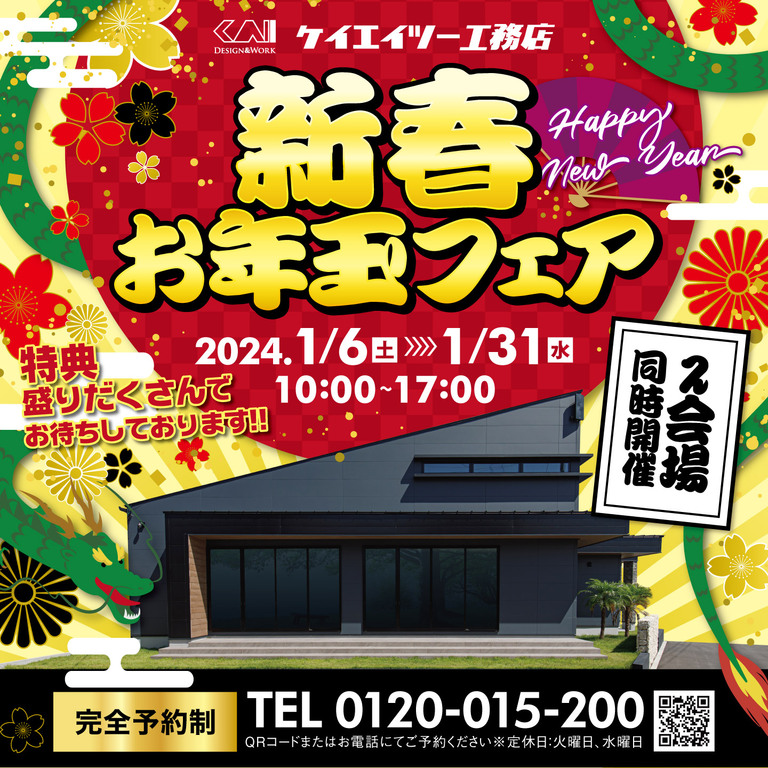 KAII
DESIGN&WORK
ケイエイツー工務店
新春
お年玉フェア
Happy
New Year
2024. 1/6 土 》》 1/31 水
10:00~17:00
特典
盛りだくさんで
お待ちしております!!
2会場
同時開催
完全予約制
TEL 0120-015-200
QRコードまたはお電話にてご予約ください※定休日:火曜日、水曜日